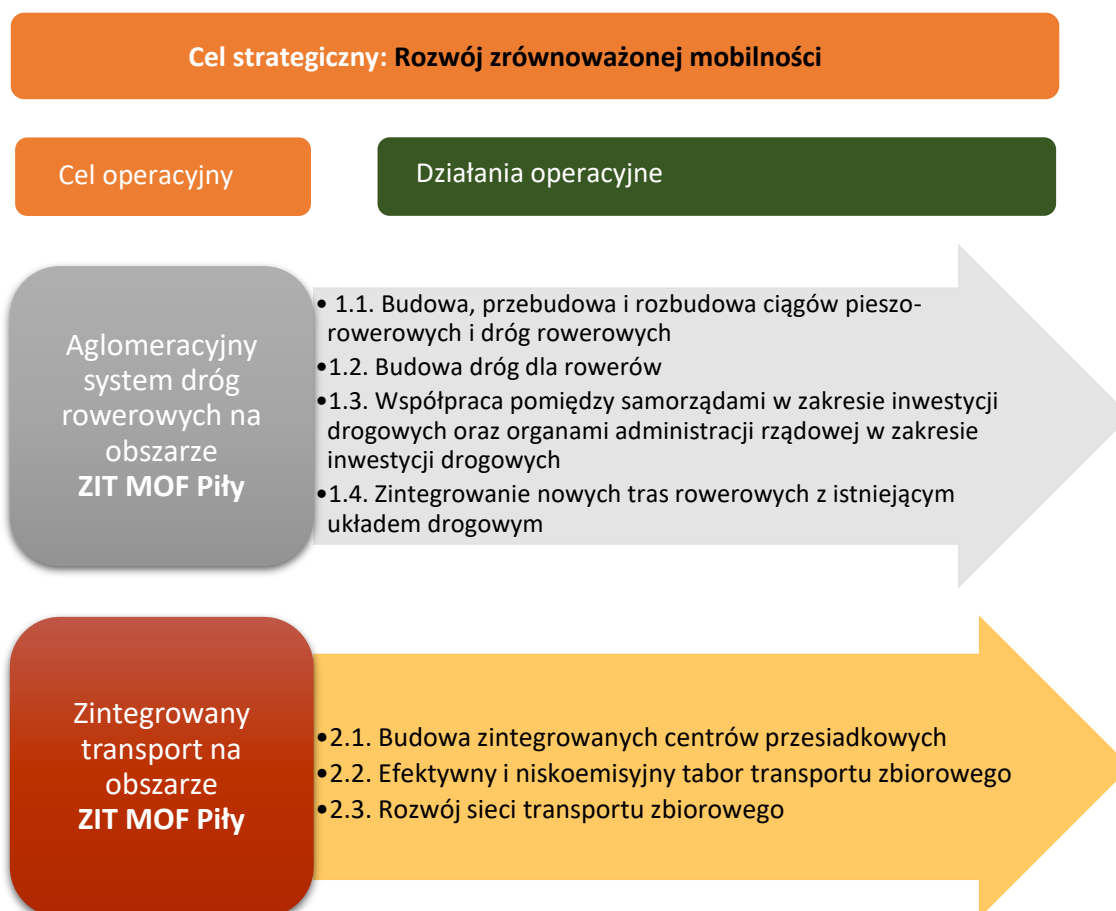 Cel strategiczny: Rozwój zrównoważonej mobilności
Cel operacyjny
Działania operacyjne
Aglomeracyjny
system dróg
rowerowych na
obszarze
ZIT MOF Piły
• 1.1. Budowa, przebudowa i rozbudowa ciągów pieszo-
rowerowych i dróg rowerowych
•1.2. Budowa dróg dla rowerów
•1.3. Współpraca pomiędzy samorządami w zakresie inwestycji
drogowych oraz organami administracji rządowej w zakresie
inwestycji drogowych
•1.4. Zintegrowanie nowych tras rowerowych z istniejącym
układem drogowym
Zintegrowany
transport na
obszarze
ZIT MOF Piły
•2.1. Budowa zintegrowanych centrów przesiadkowych
•2.2. Efektywny i niskoemisyjny tabor transportu zbiorowego
•2.3. Rozwój sieci transportu zbiorowego